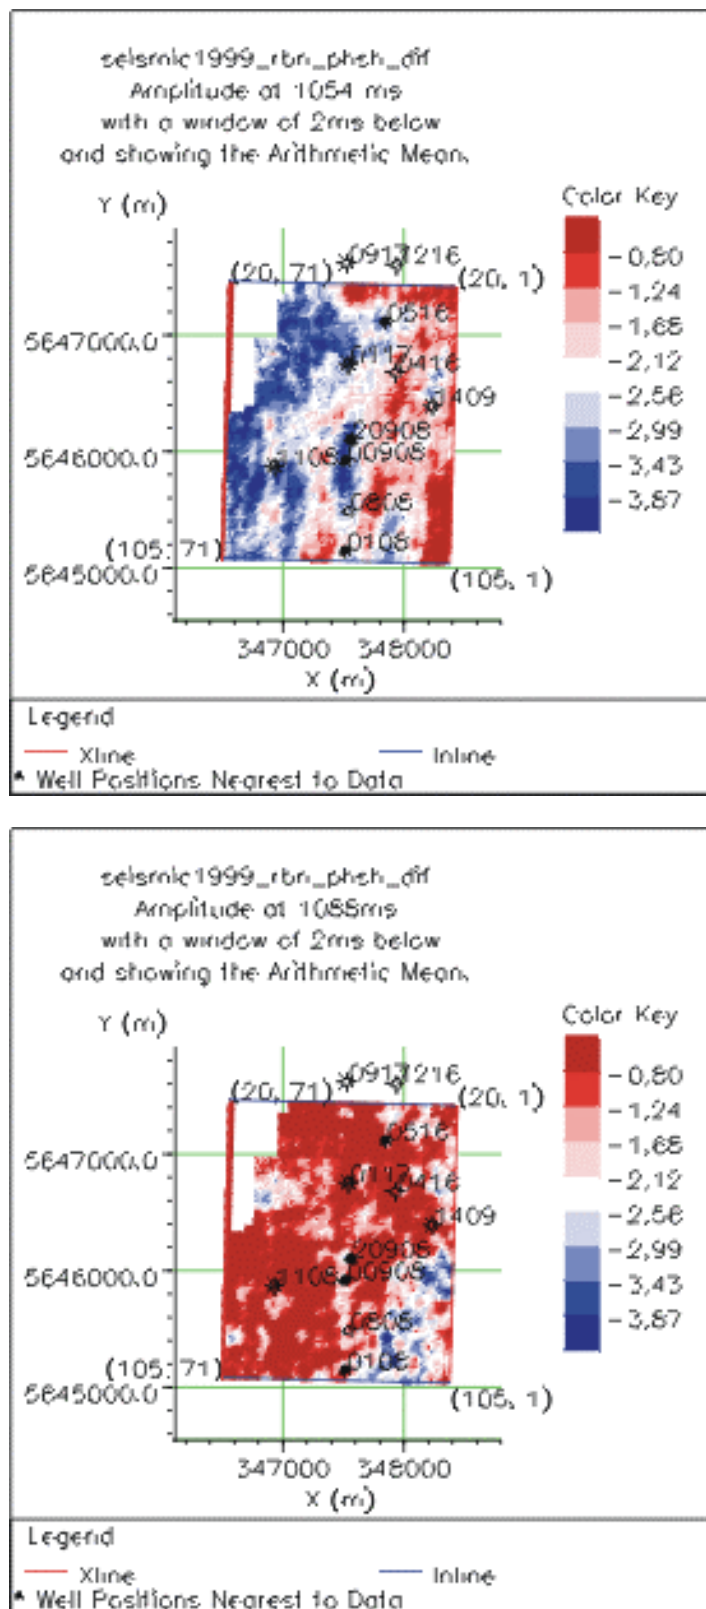 seismic1999_rbn_phsh_dif
Amplitude at 1054 ms
with a window of 2ms below
and showing the Arithmetic Mean.
Y (m)
Color Key
(20, 71)
0917
1216
(20, 1)
-0.80
-1.24
-1.68
-2.12
-2.56
-2.99
-3.43
-3.87
5647000.0
0516
0117
0416
1409
5646000.0
20908
1108
00908
0808
0108
(105, 71)
5645000.0
(105, 1)
347000 348000
X (m)
Legend
Xline Inline
* Well Positions Nearest to Data
seismic1999_rbn_phsh_dif
Amplitude at 1088ms
with a window of 2ms below
and showing the Arithmetic Mean.
Y (m)
Color Key
(20, 71)
0917
1216
(20, 1)
-0.80
-1.24
-1.68
-2.12
-2.56
-2.99
-3.43
-3.87
5647000.0
0516
0117
0416
1409
5646000.0
20908
1108
00908
0808
0108
(105, 71)
5645000.0
(105, 1)
347000 348000
X (m)
Legend
Xline Inline
* Well Positions Nearest to Data